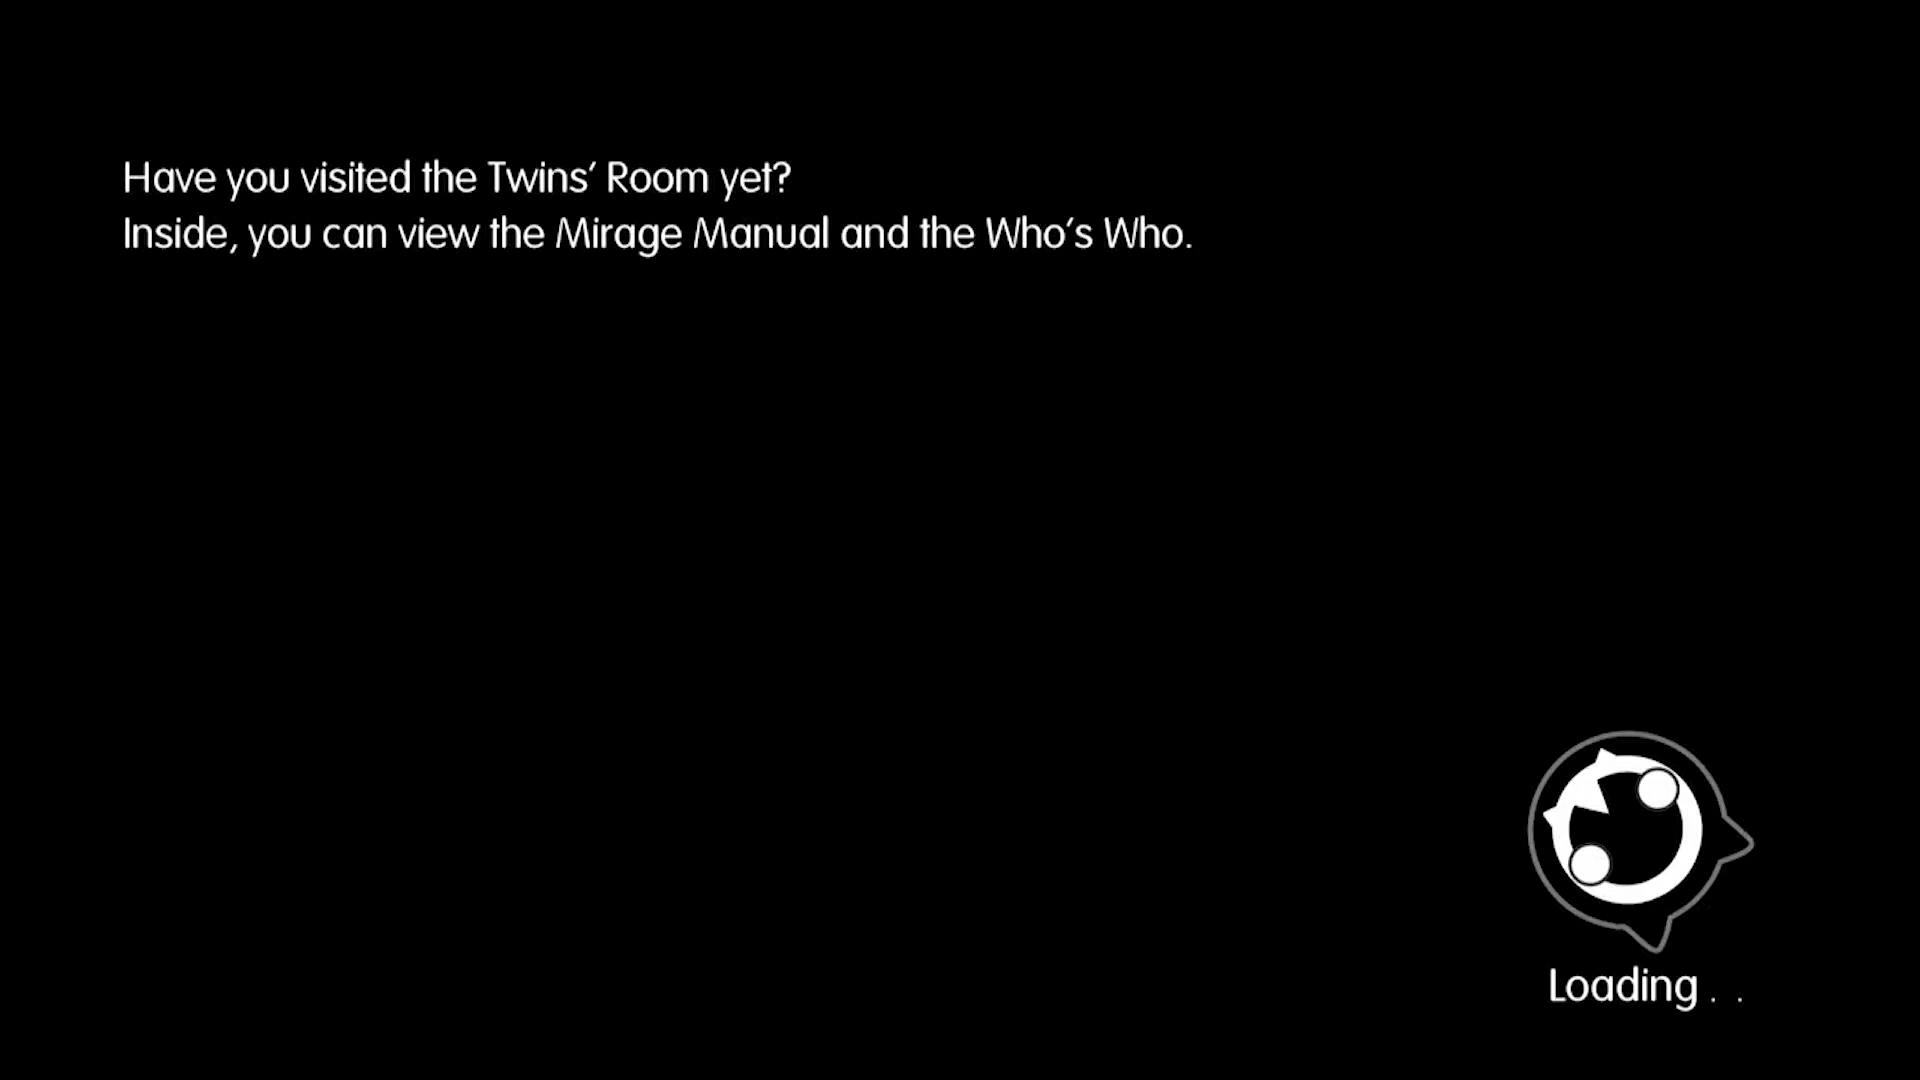 Have you visited the Twins’ Room yet?
Inside, you can view the Mirage Manual and the Who’s Who.
Loading . .